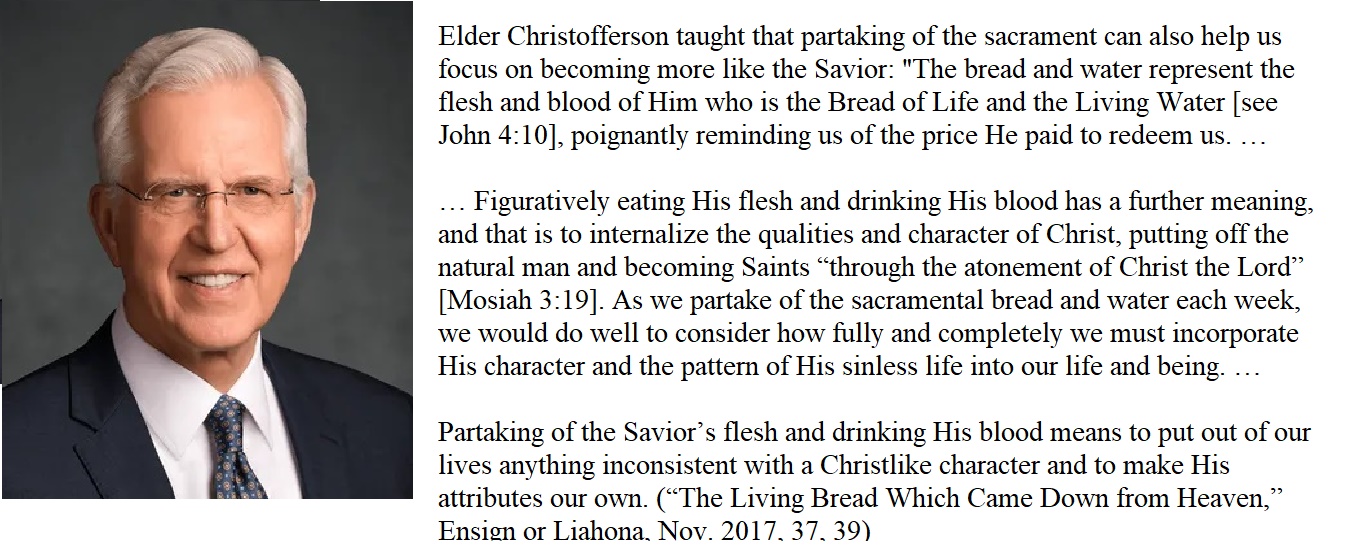 Elder Christofferson taught that partaking of the sacrament can also help us
focus on becoming more like the Savior: "The bread and water represent the
flesh and blood of Him who is the Bread of Life and the Living Water [see
John 4:10], poignantly reminding us of the price He paid to redeem us. …
… Figuratively eating His flesh and drinking His blood has a further meaning,
and that is to internalize the qualities and character of Christ, putting off the
natural man and becoming Saints “through the atonement of Christ the Lord”
[Mosiah 3:19]. As we partake of the sacramental bread and water each week,
we would do well to consider how fully and completely we must incorporate
His character and the pattern of His sinless life into our life and being. …
Partaking of the Savior’s flesh and drinking His blood means to put out of our
lives anything inconsistent with a Christlike character and to make His
attributes our own. (“The Living Bread Which Came Down from Heaven,”
Ensign or Liahona, Nov. 2017, 37, 39)